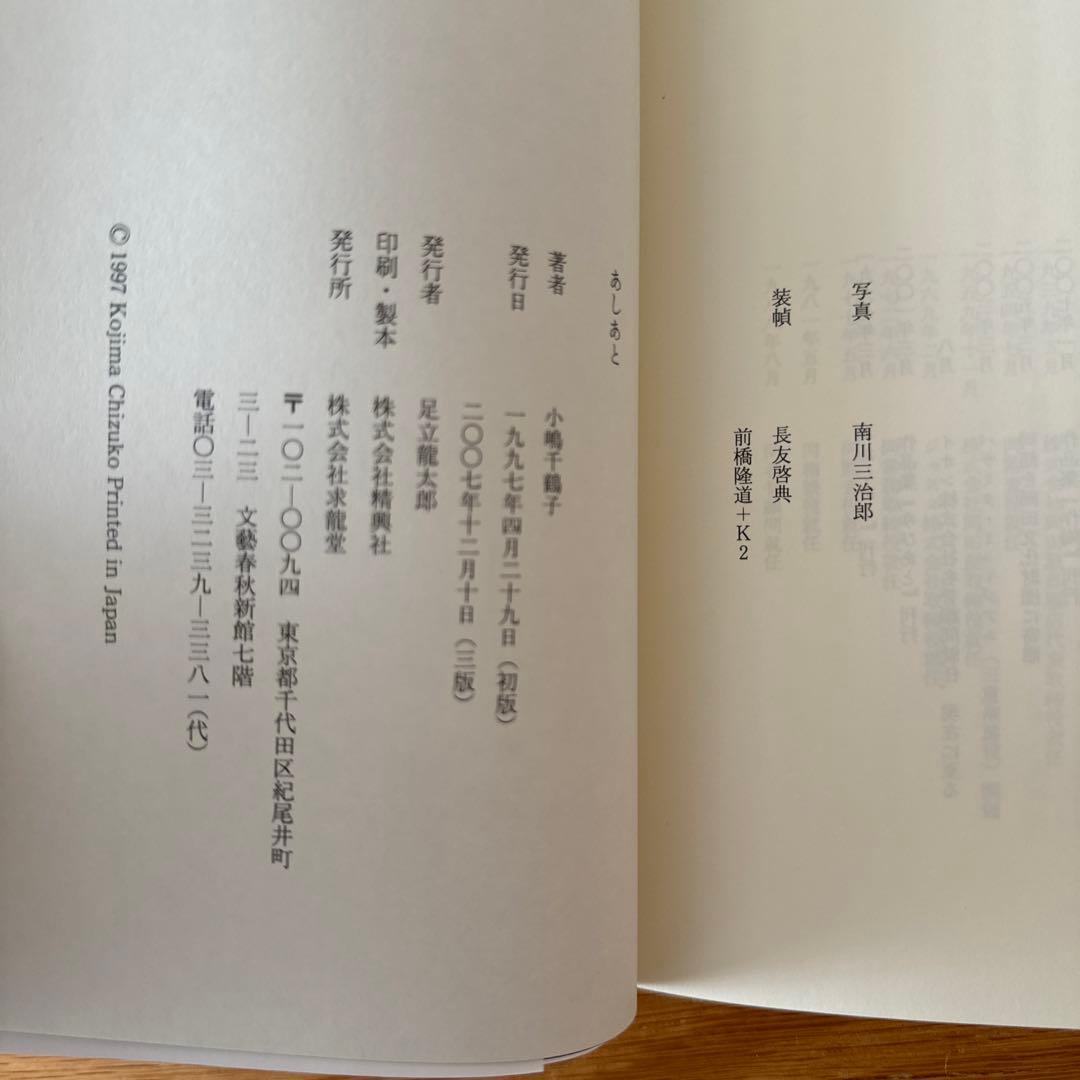 写真 南川三治郎
装幀 長友啓典
前橋隆道＋K2
あしあと
著者 小嶋千鶴子
発行日 一九九七年四月二十九日（初版）
二〇〇七年十二月十日（三版）
発行者 足立龍太郎
印刷・製本 株式会社精興社
発行所 株式会社求龍堂
〒一〇二―〇〇九四 東京都千代田区紀尾井町
三―二三 文藝春秋新館七階
電話〇三―三二三九―三三八一（代）
© 1997 Kojima Chizuko Printed in Japan